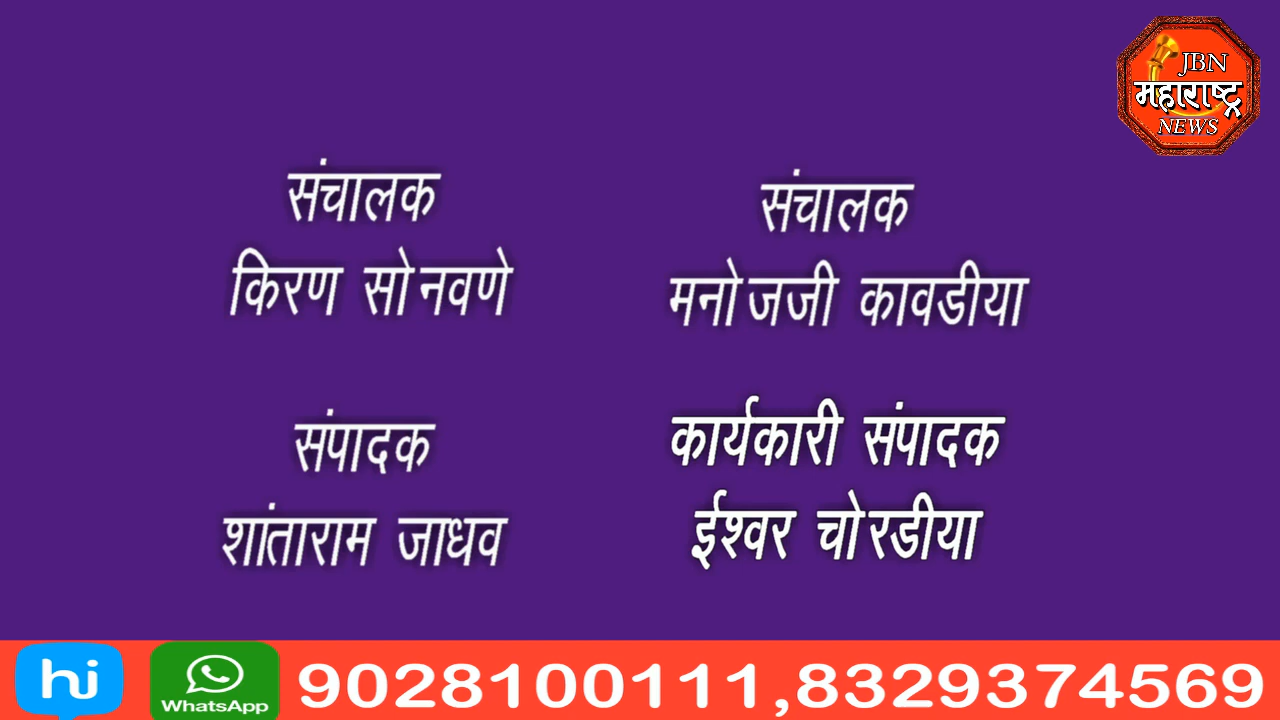 JBN
महाराष्ट्र
NEWS
संचालक
किरण सोनवणे
संचालक
मनोजजी कावडीया
संपादक
शांताराम जाधव
कार्यकारी संपादक
ईश्वर चोरडीया
hi
WhatsApp
9028100111,8329374569